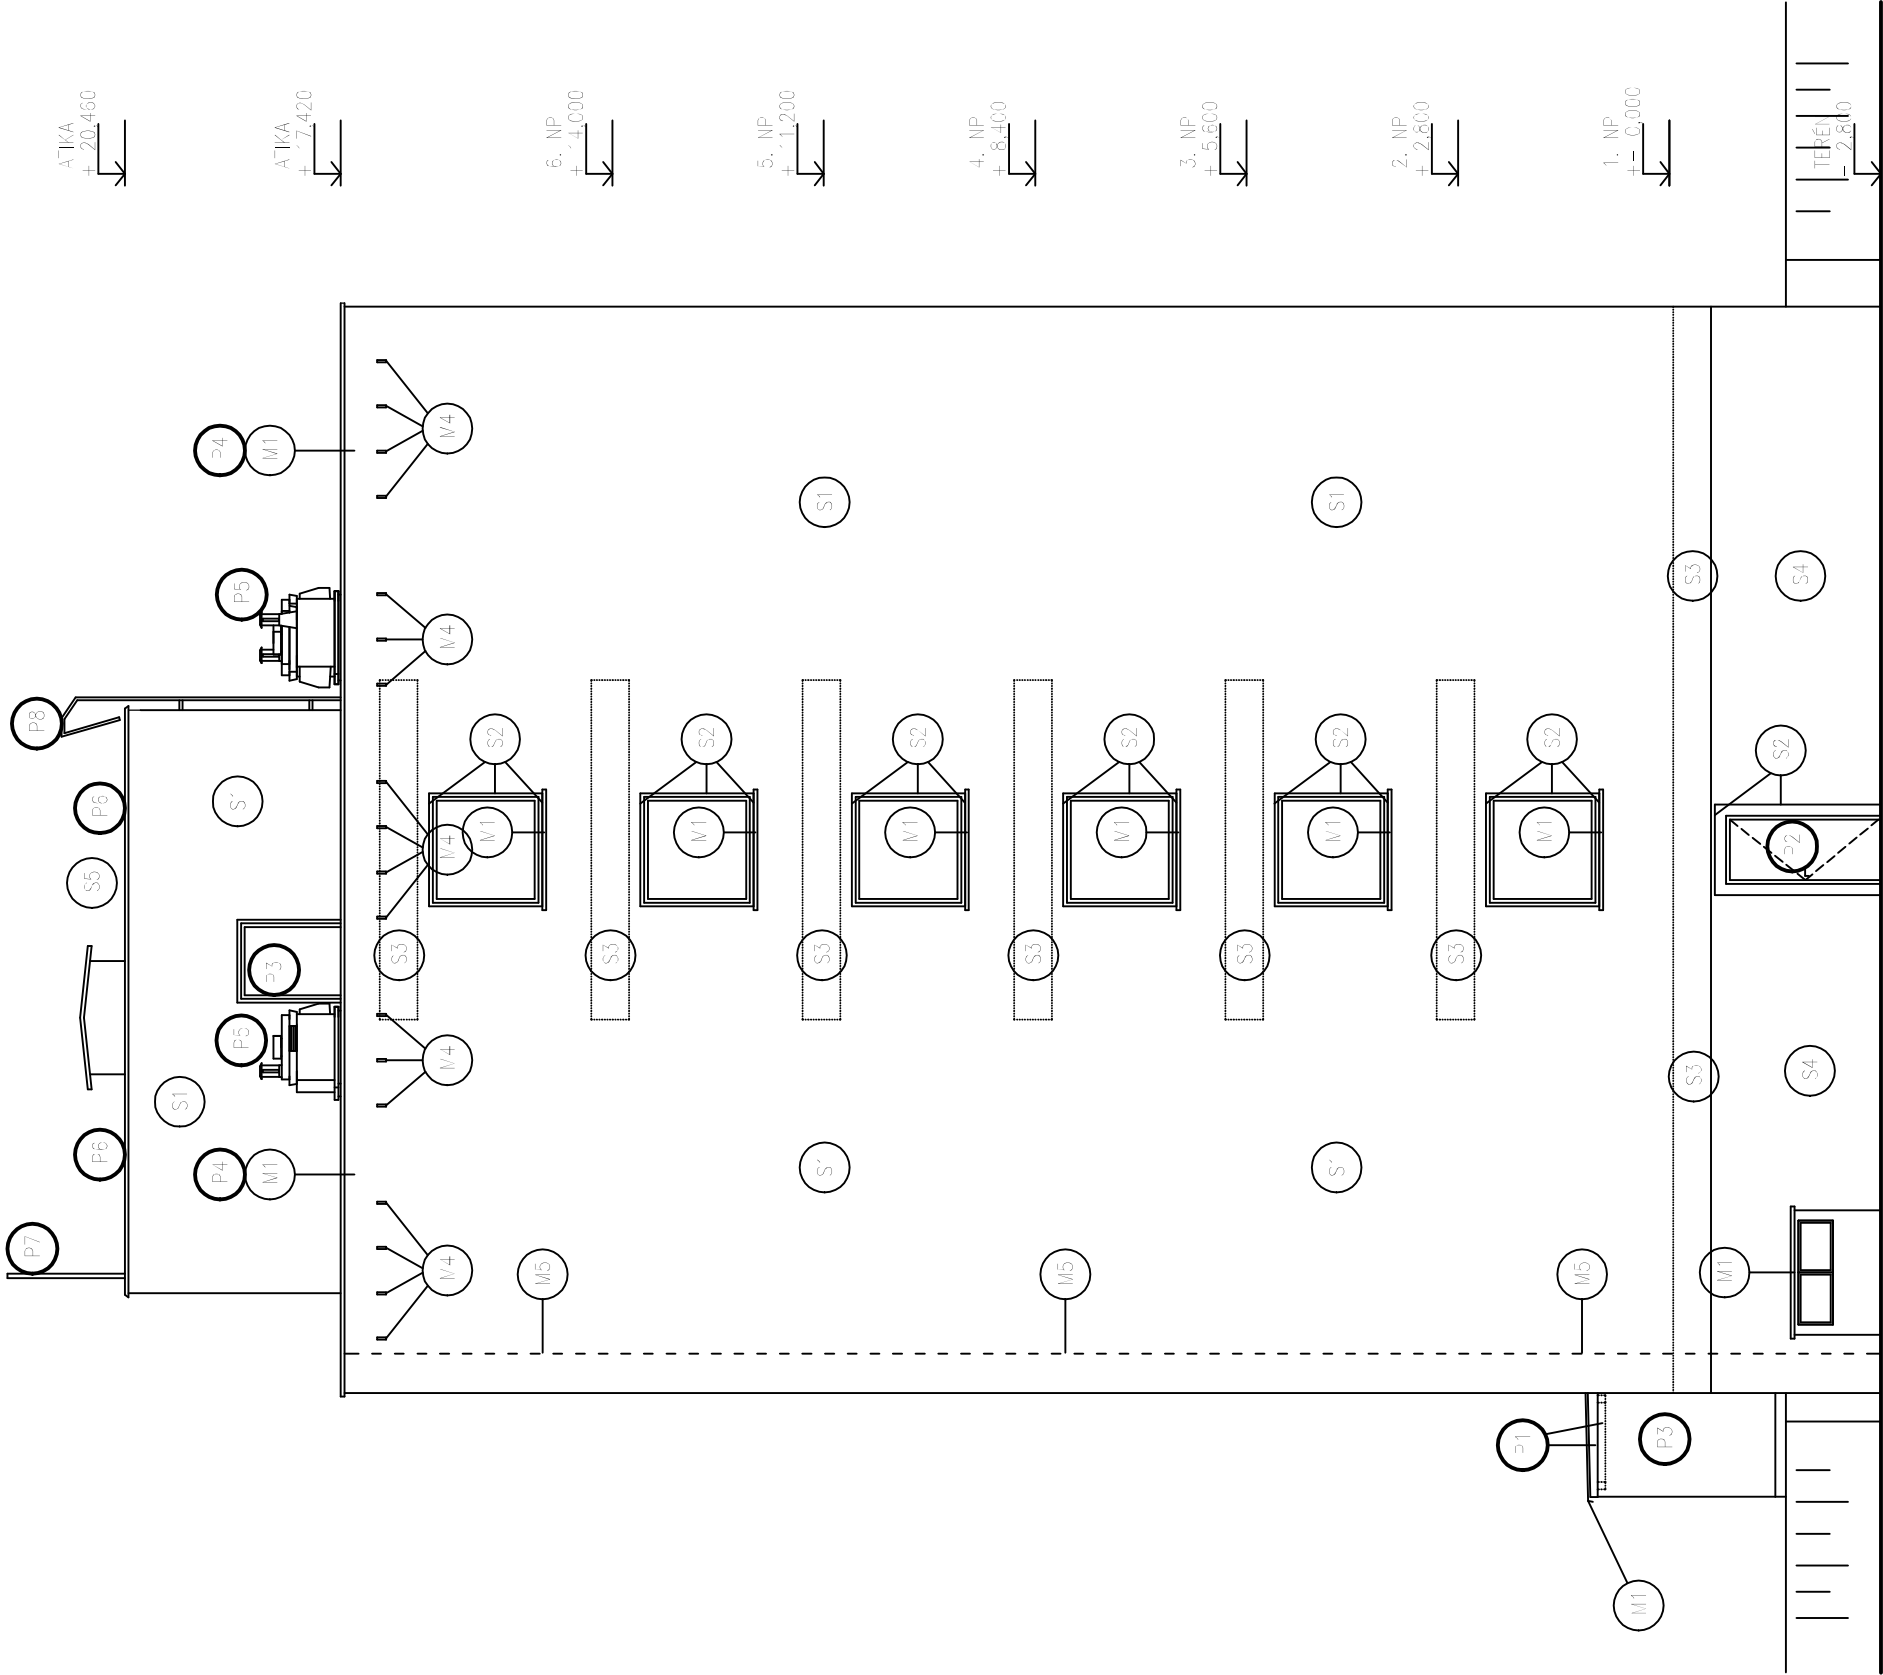 P7
P8
ATIKA
+ 20.460
S5
P6
P6
S1
P4
P4
S1
P5
P5
M1
P3
M1
ATIKA
+ 17.420
S3
M4
M4
M4
M4
M4
M1
S2
M5
6. NP
+ 14.000
S3
M1
S2
5. NP
+ 11.200
S3
S1
S1
M1
S2
4. NP
+ 8.400
S3
M5
M1
S2
3. NP
+ 5.600
S3
S1
M1
S2
S1
2. NP
+ 2.800
S3
P1
M5
M1
S2
1. NP
+− 0.000
M1
P3
S3
S3
M1
S2
P2
S4
S4
TERÉN
− 2.800